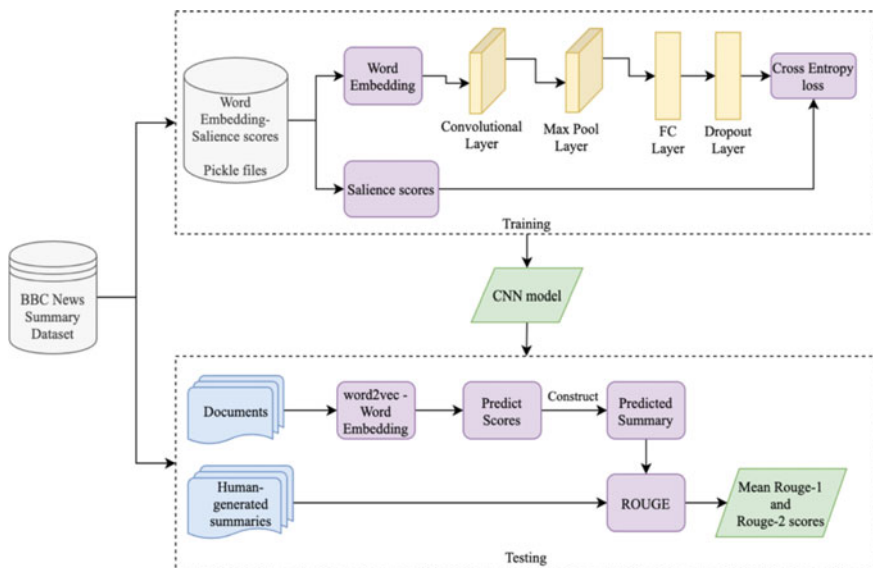 Word
Embedding-
Salience scores
Pickle files
Word
Embedding
Convolutional
Layer
Max Pool
Layer
FC
Layer
Dropout
Layer
Cross Entropy
loss
Salience scores
Training
BBC News
Summary
Dataset
CNN model
Documents
word2vec -
Word
Embedding
Predict
Scores
Construct
Predicted
Summary
Human-
generated
summaries
ROUGE
Mean Rouge-1
and
Rouge-2 scores
Testing